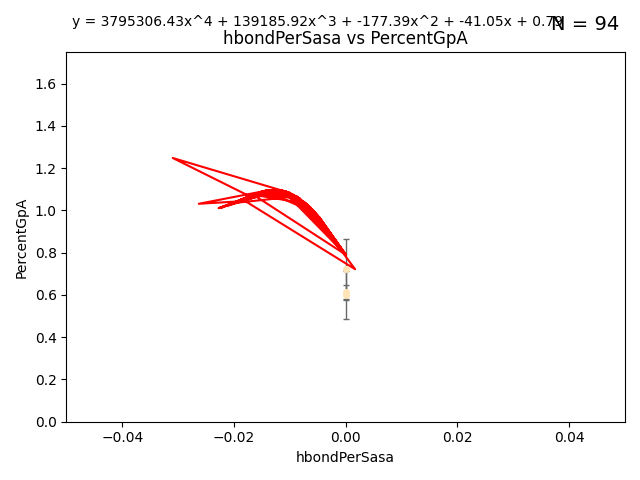 y = 3795306.43x^4 + 139185.92x^3 + -177.39x^2 + -41.05x + 0.79
N = 94
hbondPerSasa vs PercentGpA
1.6
1.4
1.2
1.0
0.8
0.6
0.4
0.2
0.0
PercentGpA
−0.04 −0.02 0.00 0.02 0.04
hbondPerSasa